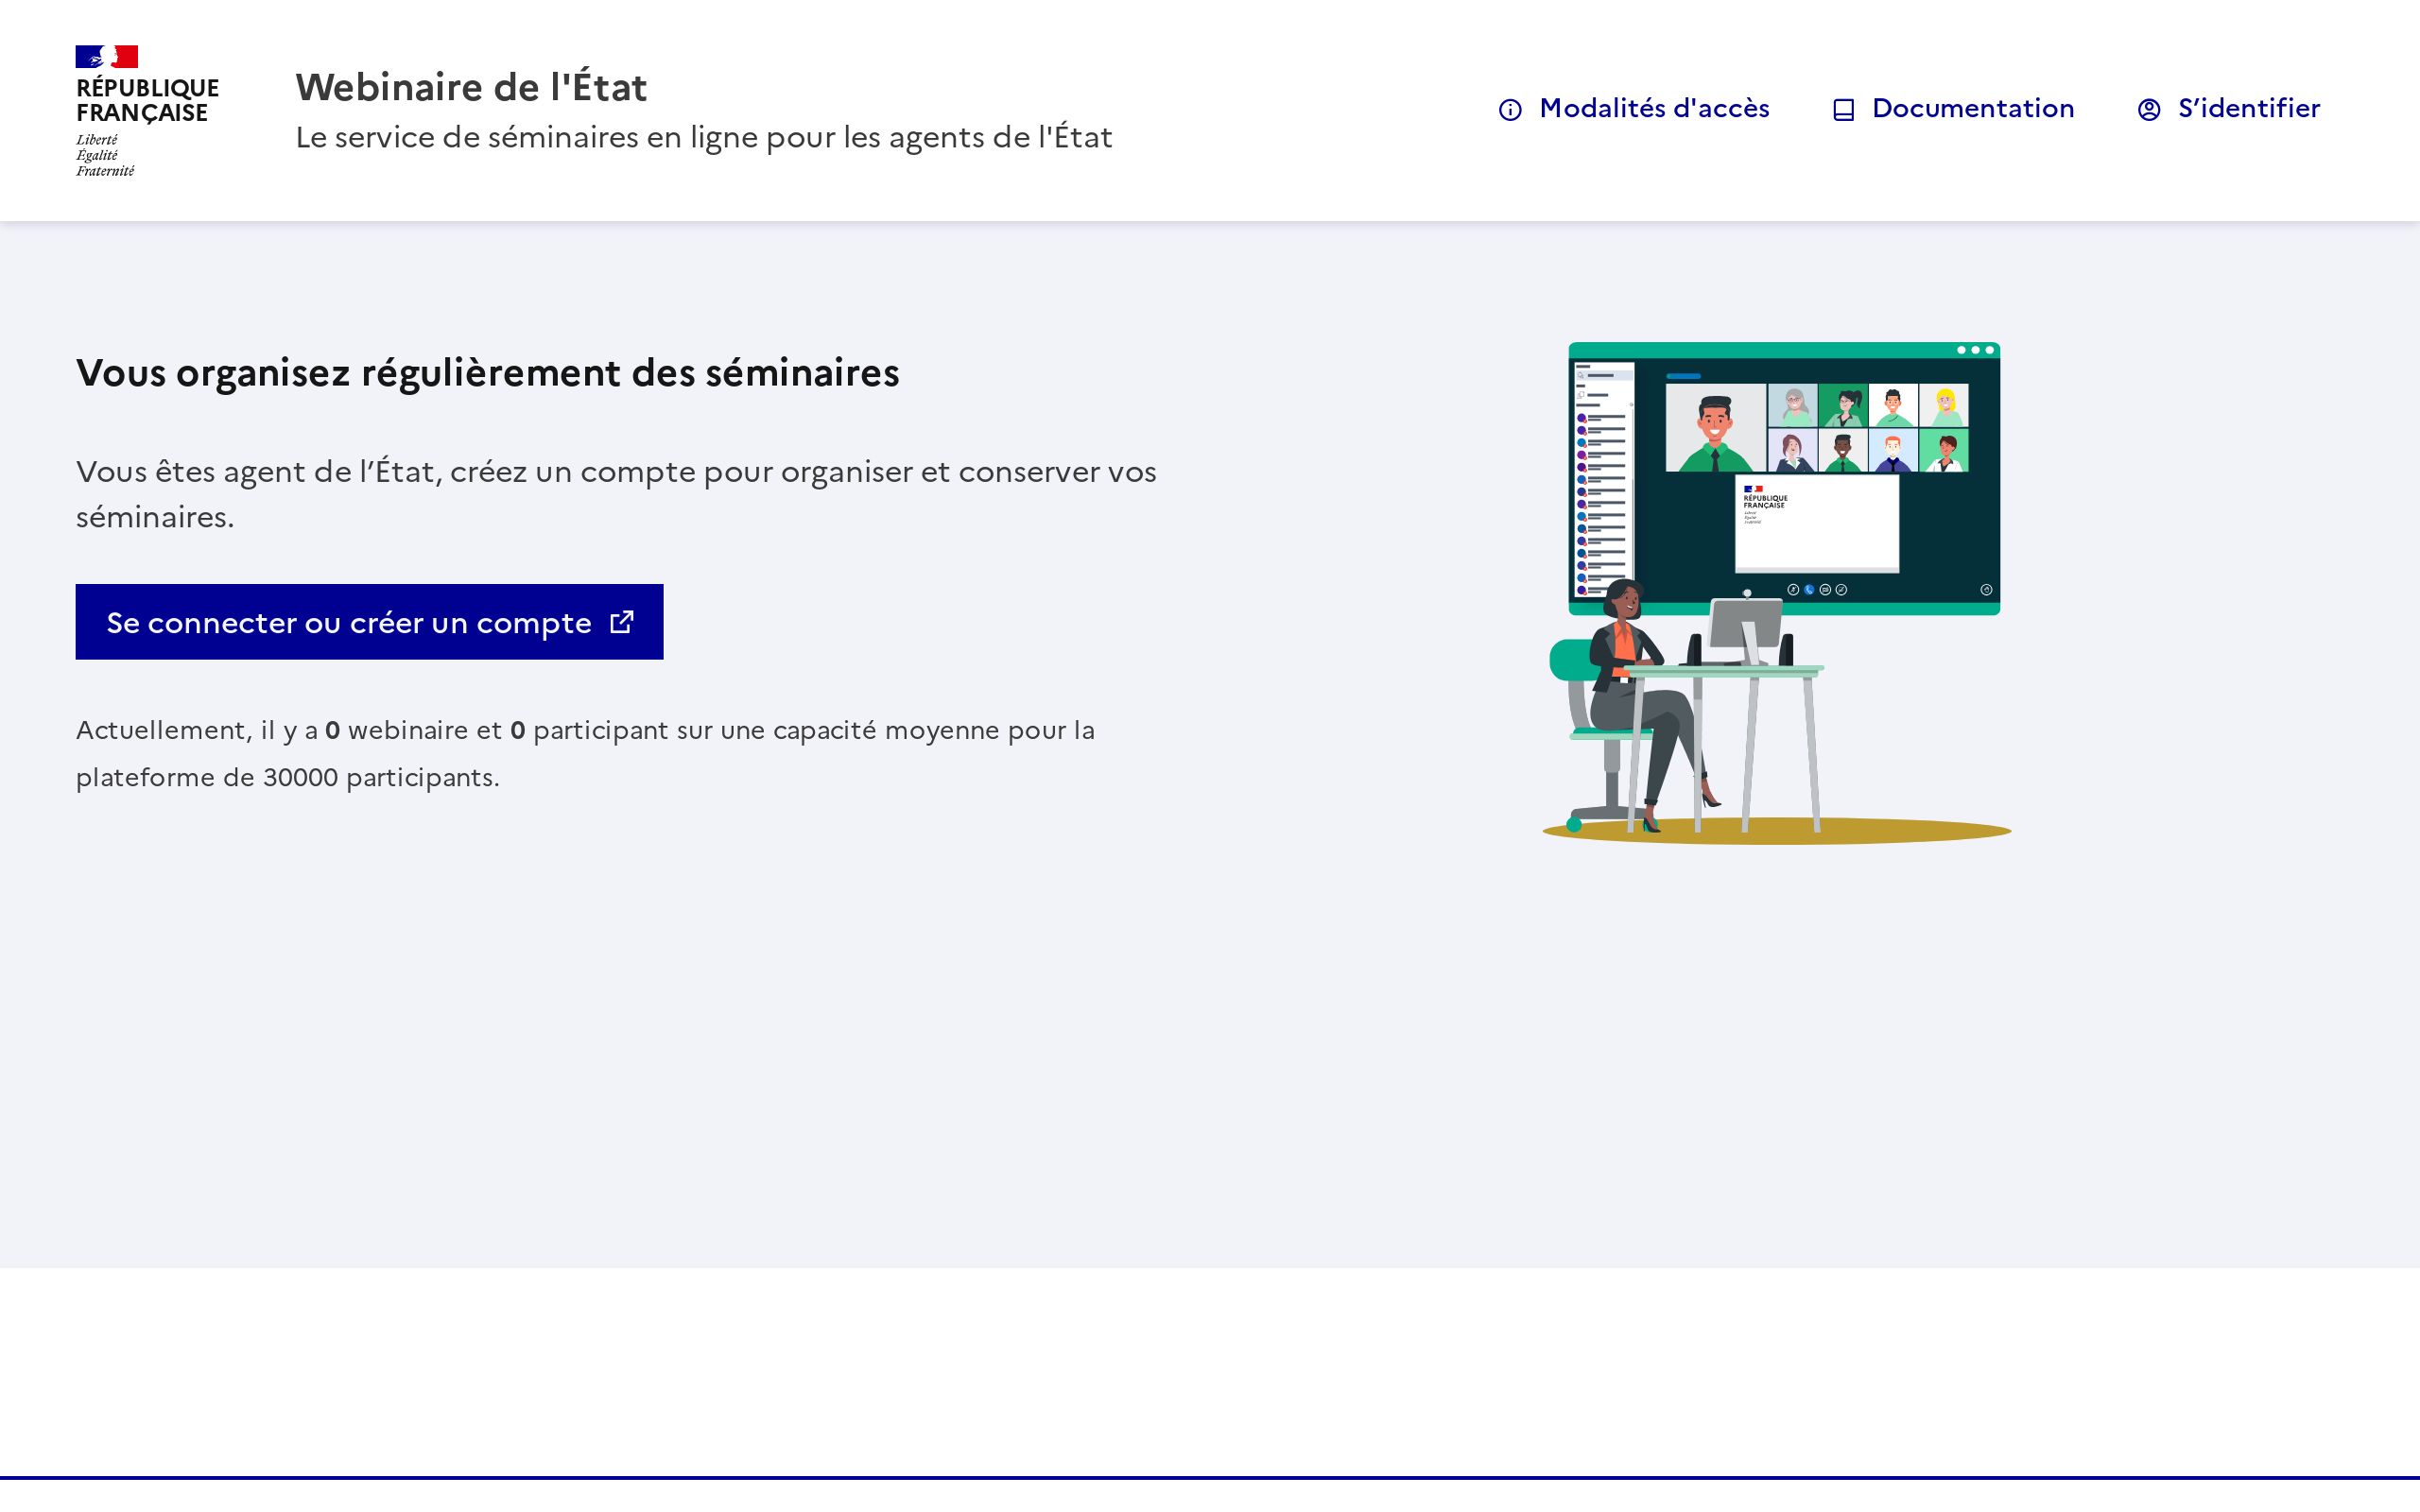 RÉPUBLIQUE
FRANÇAISE
Liberté
Égalité
Fraternité
Webinaire de l'État
Le service de séminaires en ligne pour les agents de l'État
Modalités d'accès
Documentation
S’identifier
Vous organisez régulièrement des séminaires
Vous êtes agent de l’État, créez un compte pour organiser et conserver vos
séminaires.
Se connecter ou créer un compte
Actuellement, il y a 0 webinaire et 0 participant sur une capacité moyenne pour la
plateforme de 30000 participants.
RÉPUBLIQUE
FRANÇAISE
Liberté
Égalité
Fraternité